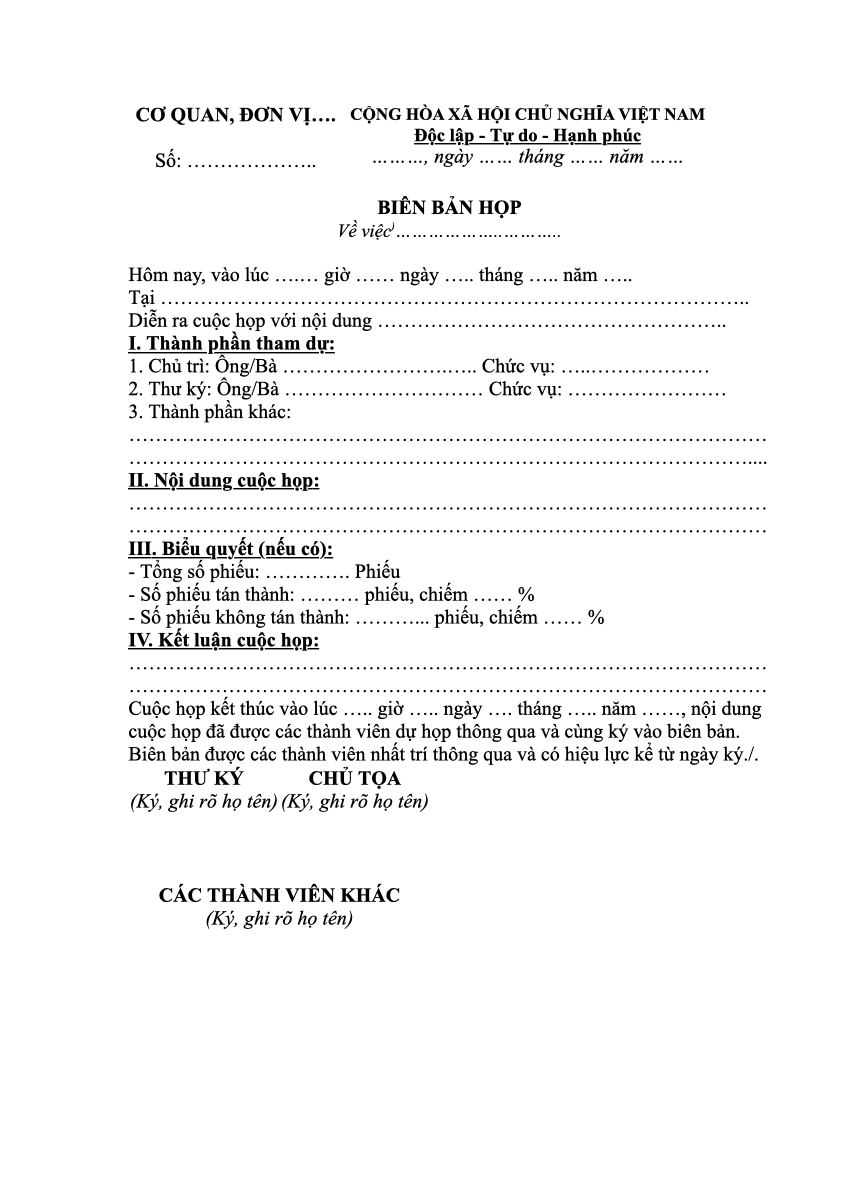 CƠ QUAN, ĐƠN VỊ….
Số: ………………..
CỘNG HÒA XÃ HỘI CHỦ NGHĨA VIỆT NAM
Độc lập - Tự do - Hạnh phúc
………, ngày …… tháng …… năm ……
BIÊN BẢN HỌP
Về việc)……………..………..
Hôm nay, vào lúc ….… giờ …… ngày ….. tháng ….. năm …..
Tại ……………………………………………………………………………..
Diễn ra cuộc họp với nội dung ……………………………………………..
I. Thành phần tham dự:
1. Chủ trì: Ông/Bà …………………….….. Chức vụ: …..………………
2. Thư ký: Ông/Bà ………………………… Chức vụ: ……………………
3. Thành phần khác:
……………………………………………………………………………………
…………………………………………………………………………………....
II. Nội dung cuộc họp:
……………………………………………………………………………………
……………………………………………………………………………………
III. Biểu quyết (nếu có):
- Tổng số phiếu: …………. Phiếu
- Số phiếu tán thành: ……… phiếu, chiếm …… %
- Số phiếu không tán thành: ………... phiếu, chiếm …… %
IV. Kết luận cuộc họp:
……………………………………………………………………………………
……………………………………………………………………………………
Cuộc họp kết thúc vào lúc ….. giờ ….. ngày …. tháng ….. năm ……, nội dung
cuộc họp đã được các thành viên dự họp thông qua và cùng ký vào biên bản.
Biên bản được các thành viên nhất trí thông qua và có hiệu lực kể từ ngày ký./.
THƯ KÝ CHỦ TỌA
(Ký, ghi rõ họ tên) (Ký, ghi rõ họ tên)
CÁC THÀNH VIÊN KHÁC
(Ký, ghi rõ họ tên)